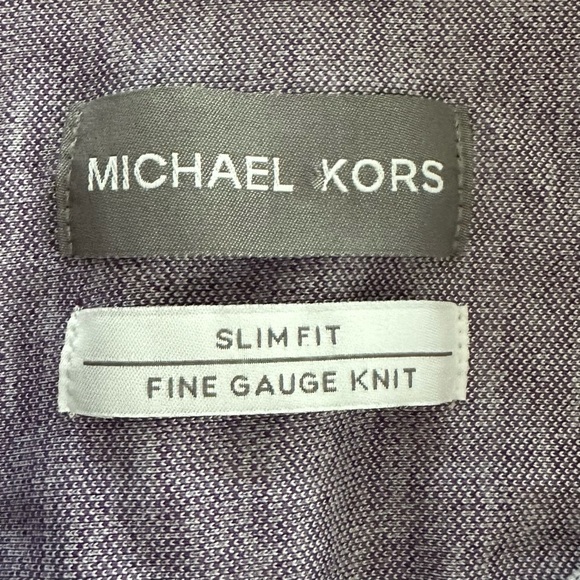 MICHAEL KORS
SLIM FIT
FINE GAUGE KNIT